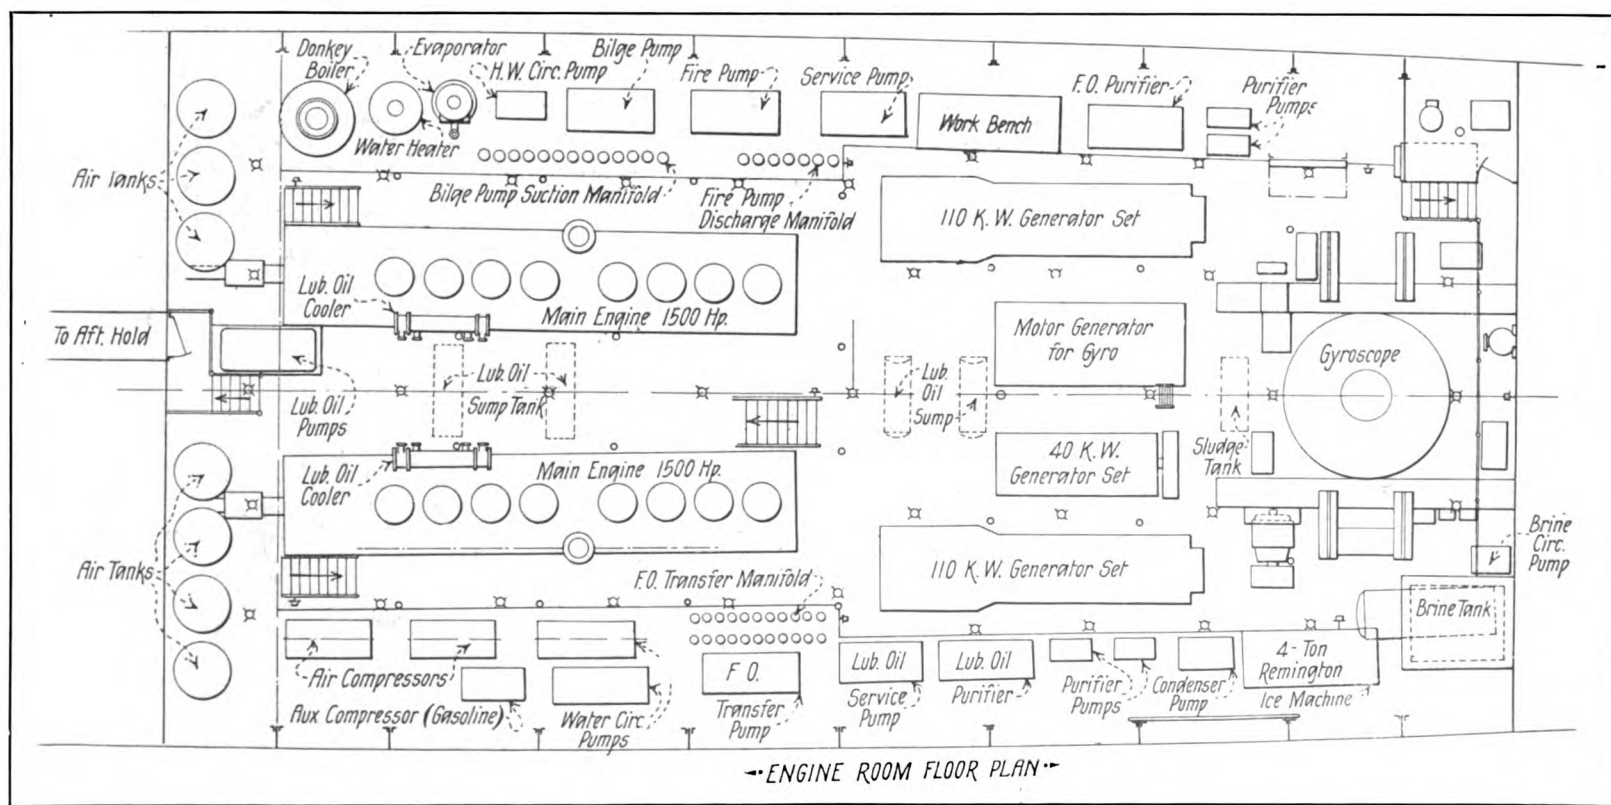 Donkey
Boiler
Evaporator
H.W. Circ. Pump
Bilge Pump
Fire Pump
Service Pump
F.O. Purifier
Purifier
Pumps
Work Bench
Water Heater
Air Tanks
Bilge Pump Suction Manifold
Fire Pump
Discharge Manifold
110 K.W. Generator Set
Lub. Oil
Cooler
Main Engine 1500 Hp.
To Aft. Hold
Motor Generator
for Gyro
Gyroscope
Lub. Oil
Sump Tank
Lub.
Oil
Sump
Lub. Oil
Pumps
Sludge
Tank
40 K.W.
Generator Set
Lub. Oil
Cooler
Main Engine 1500 Hp.
Brine
Circ.
Pump
Air Tanks
F.O. Transfer Manifold
110 K.W. Generator Set
Brine Tank
Air Compressors
Aux Compressor (Gasoline)
Water Circ
Pumps
F O.
Transfer
Pump
Lub. Oil
Service
Pump
Lub. Oil
Purifier
Purifier
Pumps
Condenser
Pump
4-Ton
Remington
Ice Machine
ENGINE ROOM FLOOR PLAN